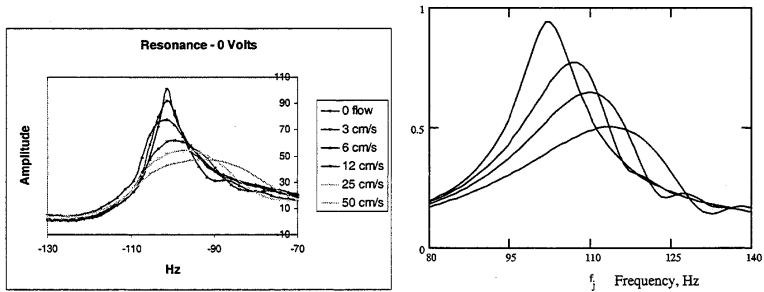 Resonance - 0 Volts
Amplitude
110
90
70
50
30
10
-10
-130
-110
-90
-70
Hz
0 flow
3 cm/s
6 cm/s
12 cm/s
25 cm/s
50 cm/s
1
0.5
0
80
95
110
125
140
fj Frequency, Hz